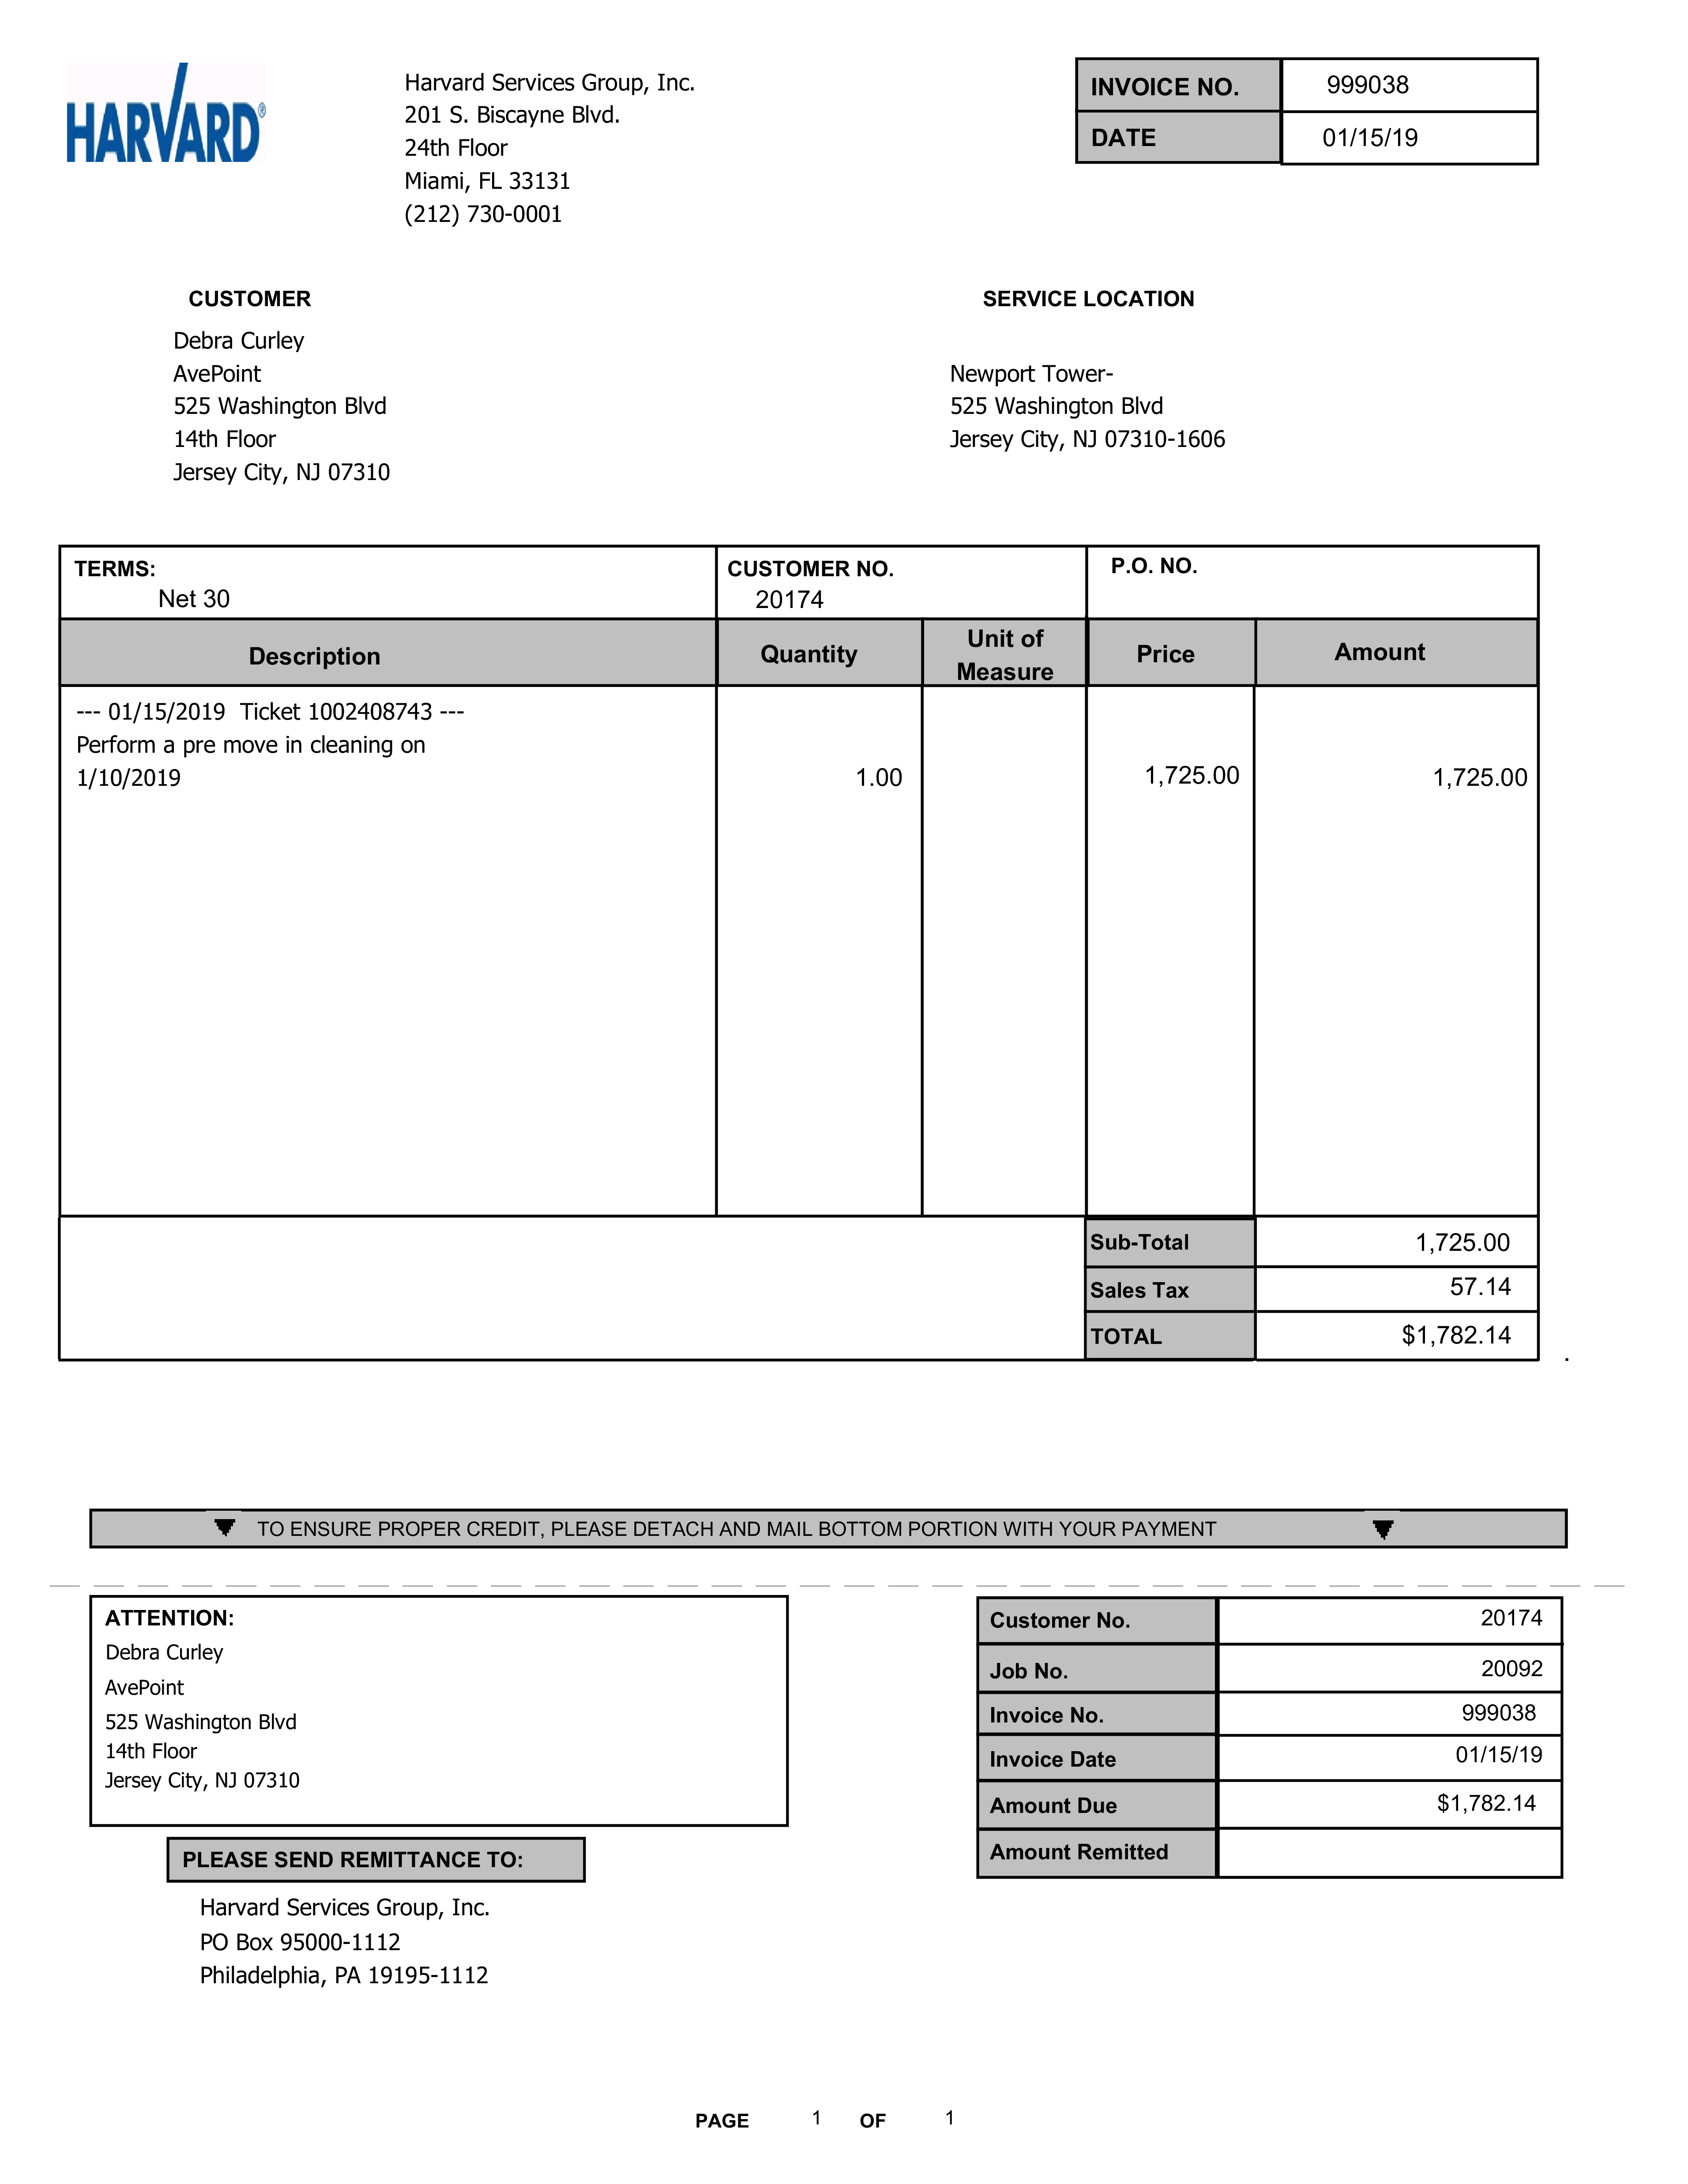 HARVARD®
Harvard Services Group, Inc.
201 S. Biscayne Blvd.
24th Floor
Miami, FL 33131
(212) 730-0001
INVOICE NO. 999038
DATE 01/15/19
CUSTOMER
Debra Curley
AvePoint
525 Washington Blvd
14th Floor
Jersey City, NJ 07310
SERVICE LOCATION
Newport Tower-
525 Washington Blvd
Jersey City, NJ 07310-1606
TERMS:
Net 30
CUSTOMER NO.
20174
P.O. NO.
Description Quantity Unit of Measure Price Amount
--- 01/15/2019 Ticket 1002408743 ---
Perform a pre move in cleaning on
1/10/2019 1.00 1,725.00 1,725.00
Sub-Total 1,725.00
Sales Tax 57.14
TOTAL $1,782.14
.
TO ENSURE PROPER CREDIT, PLEASE DETACH AND MAIL BOTTOM PORTION WITH YOUR PAYMENT
ATTENTION:
Debra Curley
AvePoint
525 Washington Blvd
14th Floor
Jersey City, NJ 07310
Customer No. 20174
Job No. 20092
Invoice No. 999038
Invoice Date 01/15/19
Amount Due $1,782.14
Amount Remitted
PLEASE SEND REMITTANCE TO:
Harvard Services Group, Inc.
PO Box 95000-1112
Philadelphia, PA 19195-1112
PAGE 1 OF 1